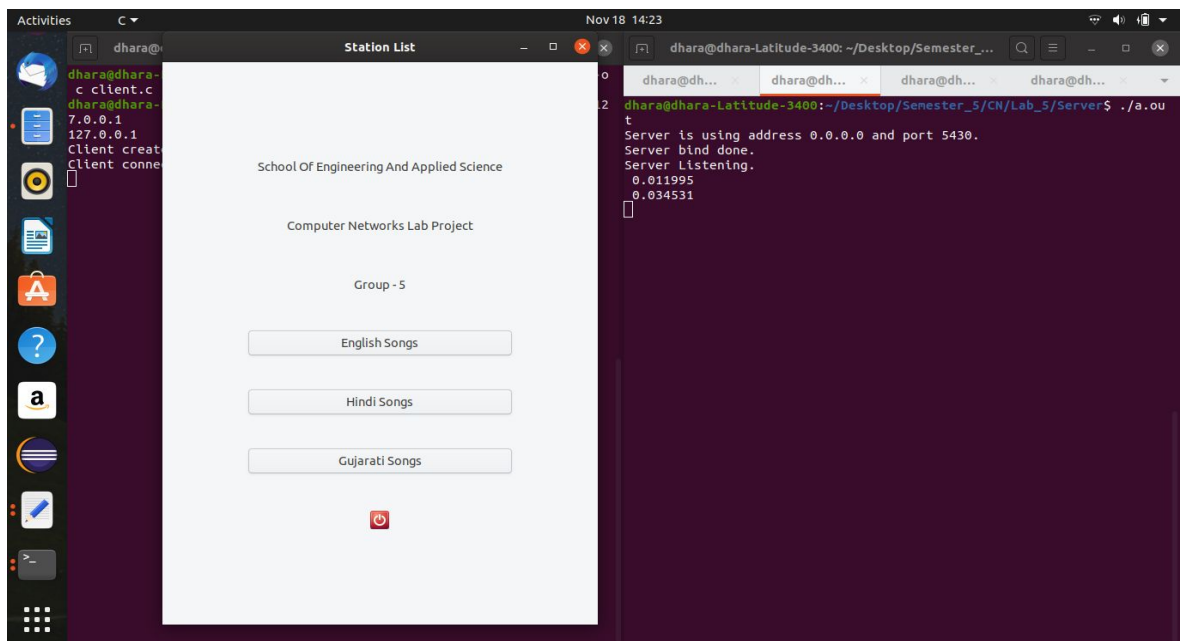 Activities
C
Nov 18 14:23
dhara@
Station List
dhara@dhara-Latitude-3400: ~/Desktop/Semester_...
dhara@dhara-
o
c client.c
dhara@dhara-
12
7.0.0.1
127.0.0.1
Client creat
Client conne
School Of Engineering And Applied Science
Computer Networks Lab Project
Group - 5
English Songs
Hindi Songs
Gujarati Songs
dhara@dh...
dhara@dh...
dhara@dh...
dhara@dh...
dhara@dhara-Latitude-3400:~/Desktop/Semester_5/CN/Lab_5/Server$ ./a.ou
t
Server is using address 0.0.0.0 and port 5430.
Server bind done.
Server Listening.
0.011995
0.034531